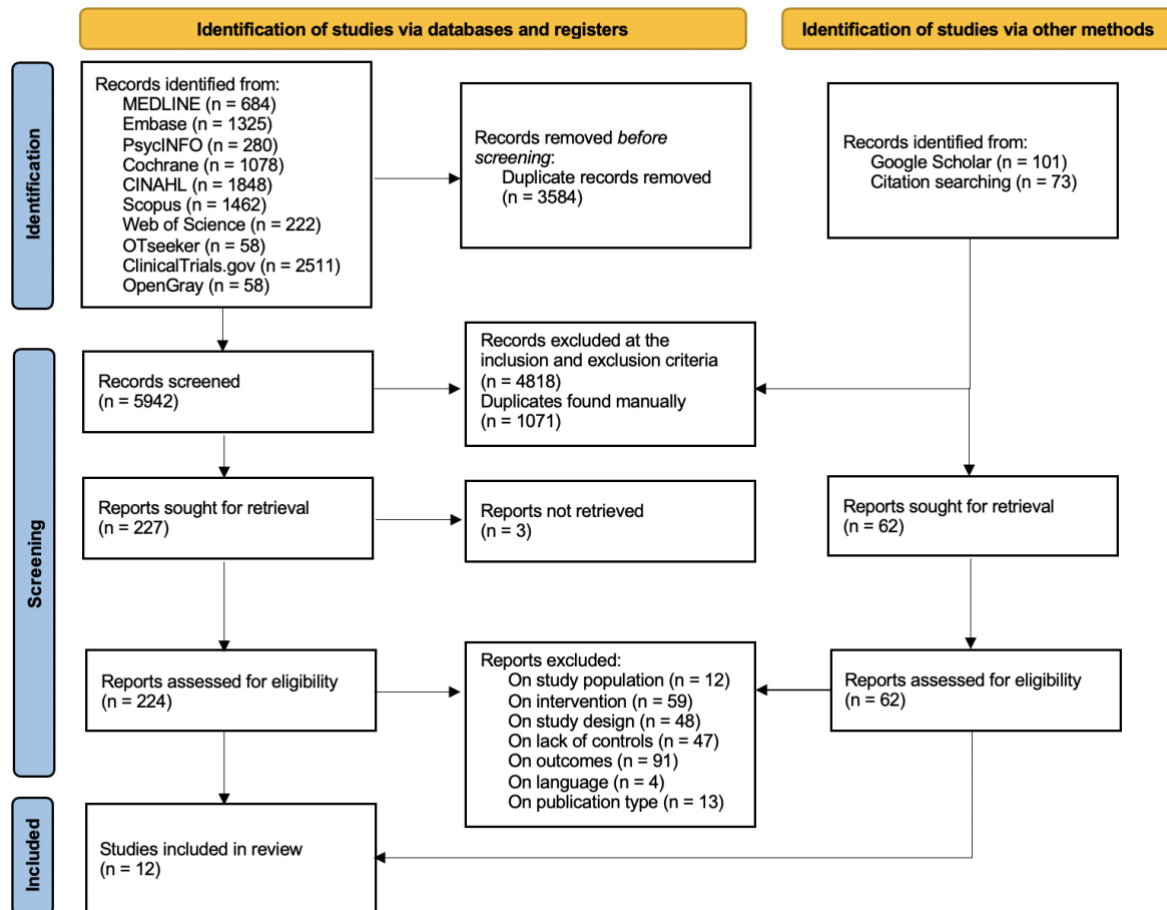 Identification of studies via databases and registers
Identification of studies via other methods
Identification
Records identified from:
MEDLINE (n = 684)
Embase (n = 1325)
PsycINFO (n = 280)
Cochrane (n = 1078)
CINAHL (n = 1848)
Scopus (n = 1462)
Web of Science (n = 222)
OTseeker (n = 58)
ClinicalTrials.gov (n = 2511)
OpenGray (n = 58)
Records removed before
screening:
Duplicate records removed
(n = 3584)
Records identified from:
Google Scholar (n = 101)
Citation searching (n = 73)
Screening
Records screened
(n = 5942)
Records excluded at the
inclusion and exclusion criteria
(n = 4818)
Duplicates found manually
(n = 1071)
Reports sought for retrieval
(n = 227)
Reports not retrieved
(n = 3)
Reports sought for retrieval
(n = 62)
Reports assessed for eligibility
(n = 224)
Reports excluded:
On study population (n = 12)
On intervention (n = 59)
On study design (n = 48)
On lack of controls (n = 47)
On outcomes (n = 91)
On language (n = 4)
On publication type (n = 13)
Reports assessed for eligibility
(n = 62)
Included
Studies included in review
(n = 12)